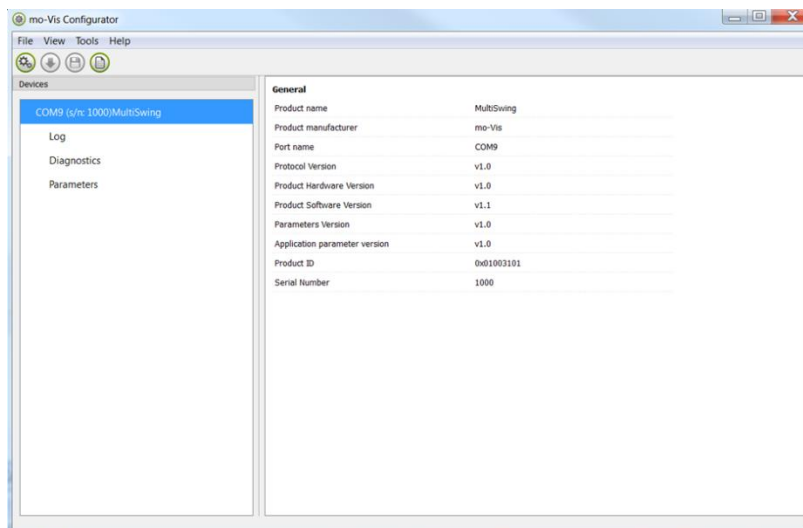 mo-Vis Configurator
File View Tools Help
Devices
COM9 (s/n: 1000)MultiSwing
Log
Diagnostics
Parameters
General
Product name MultiSwing
Product manufacturer mo-Vis
Port name COM9
Protocol Version v1.0
Product Hardware Version v1.0
Product Software Version v1.1
Parameters Version v1.0
Application parameter version v1.0
Product ID 0x01003101
Serial Number 1000